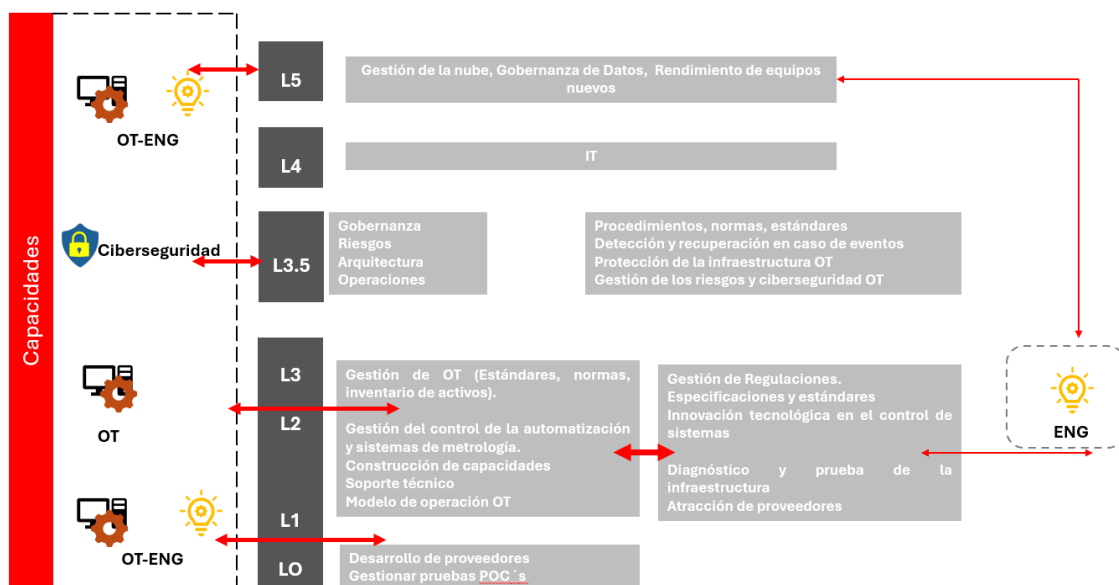 Capacidades
OT-ENG
L5
Gestión de la nube, Gobernanza de Datos, Rendimiento de equipos
nuevos
L4
IT
Ciberseguridad
L3.5
Gobernanza
Riesgos
Arquitectura
Operaciones
Procedimientos, normas, estándares
Detección y recuperación en caso de eventos
Protección de la infraestructura OT
Gestión de los riesgos y ciberseguridad OT
OT
L3
L2
Gestión de OT (Estándares, normas,
inventario de activos).
Gestión del control de la automatización
y sistemas de metrología.
Construcción de capacidades
Soporte técnico
Modelo de operación OT
Gestión de Regulaciones.
Especificaciones y estándares
Innovación tecnológica en el control de
sistemas
Diagnóstico y prueba de la
infraestructura
Atracción de proveedores
ENG
OT-ENG
L1
LO
Desarrollo de proveedores
Gestionar pruebas POC´s